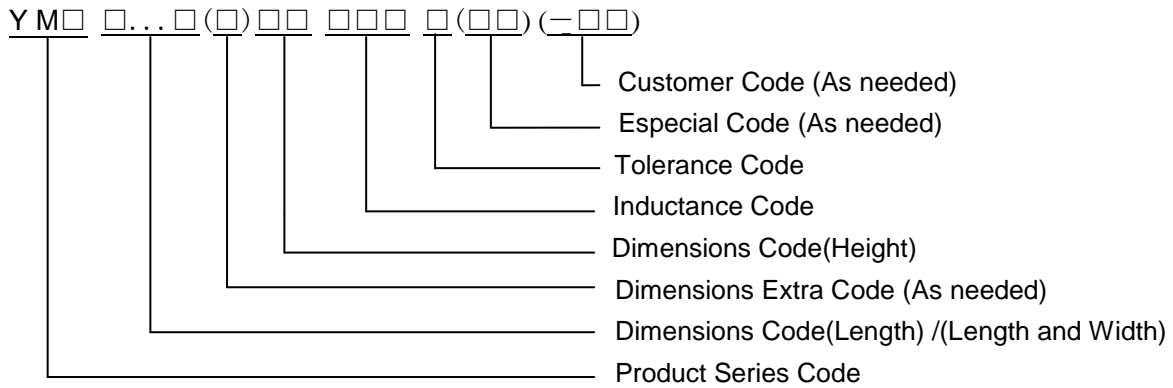 YM□ □...□(□)□□ □□□ □(□□)(-□□)
Customer Code (As needed)
Especial Code (As needed)
Tolerance Code
Inductance Code
Dimensions Code(Height)
Dimensions Extra Code (As needed)
Dimensions Code(Length) /(Length and Width)
Product Series Code